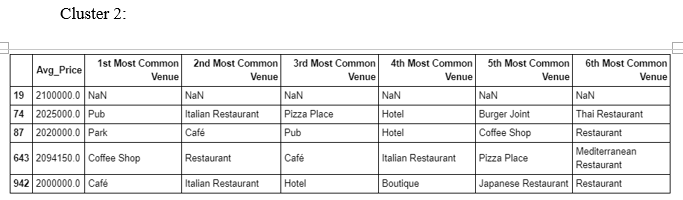 Cluster 2:
Avg_Price 1st Most Common Venue 2nd Most Common Venue 3rd Most Common Venue 4th Most Common Venue 5th Most Common Venue 6th Most Common Venue
19 2100000.0 NaN NaN NaN NaN NaN NaN
74 2025000.0 Pub Italian Restaurant Pizza Place Hotel Burger Joint Thai Restaurant
87 2020000.0 Park Café Pub Hotel Coffee Shop Restaurant
643 2094150.0 Coffee Shop Restaurant Café Italian Restaurant Pizza Place Mediterranean Restaurant
942 2000000.0 Café Italian Restaurant Hotel Boutique Japanese Restaurant Restaurant